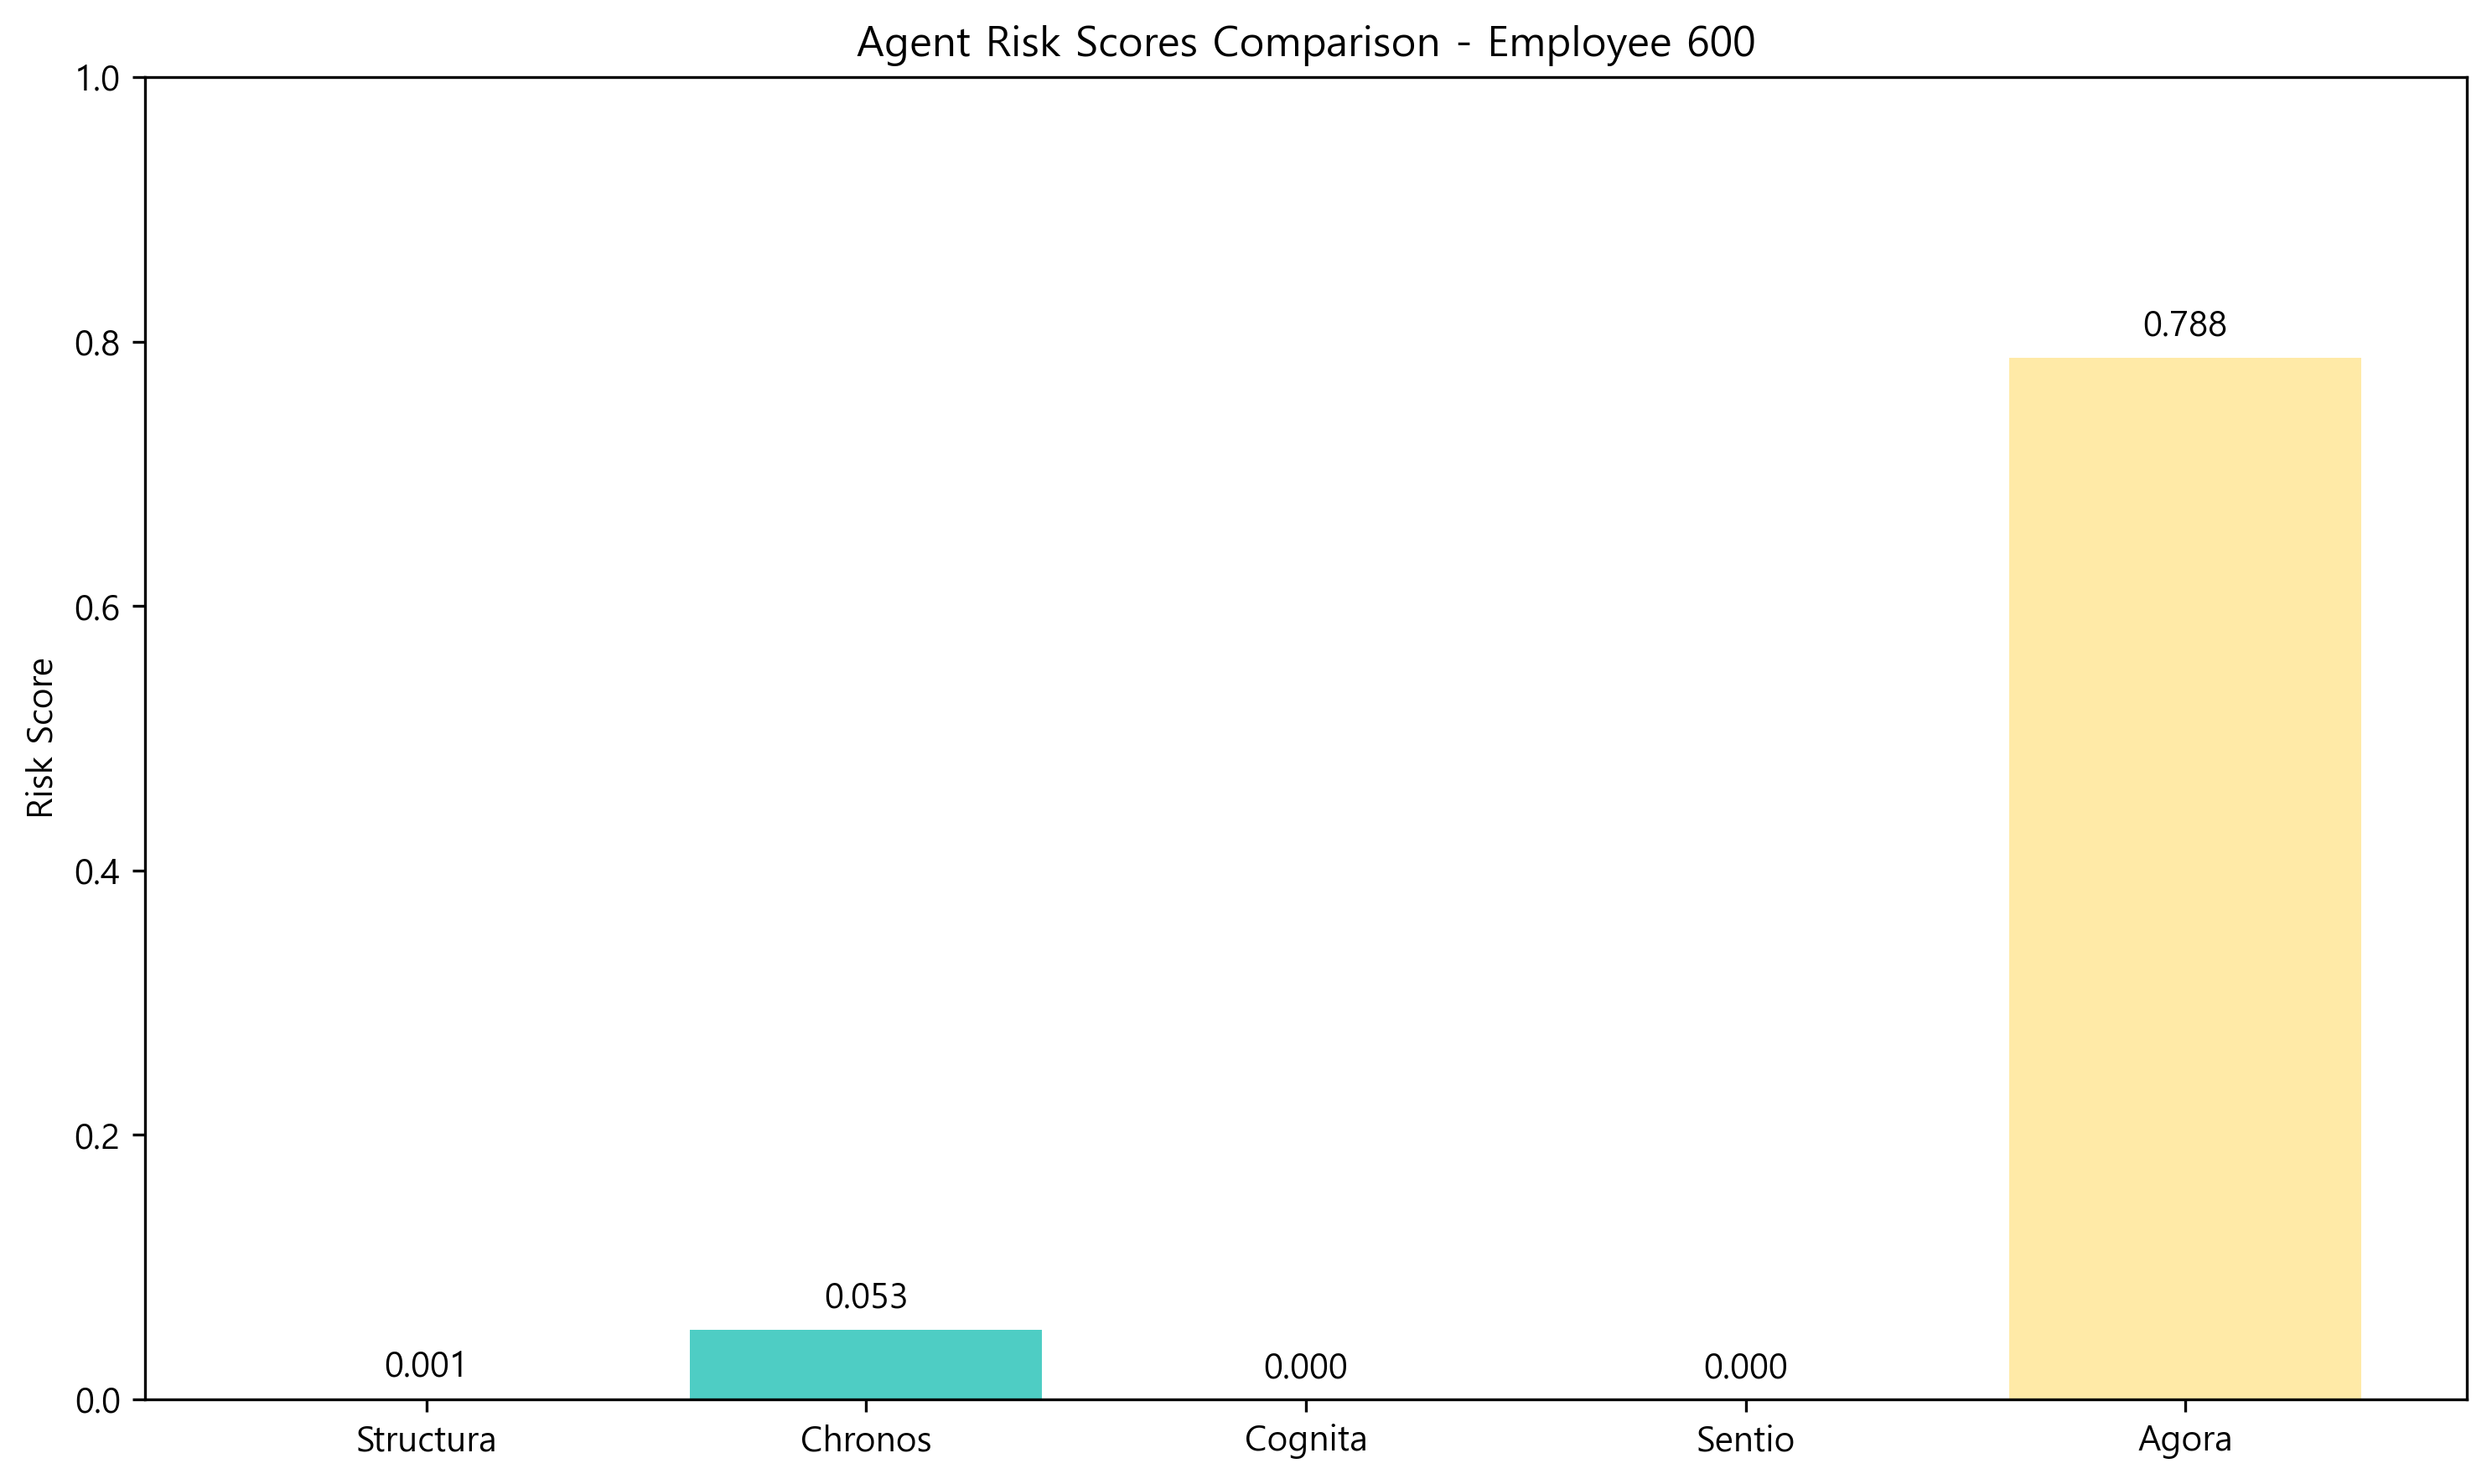 Agent Risk Scores Comparison - Employee 600
1.0
0.8
0.6
0.4
0.2
0.0
Risk Score
0.001
0.053
0.000
0.000
0.788
Structura
Chronos
Cognita
Sentio
Agora